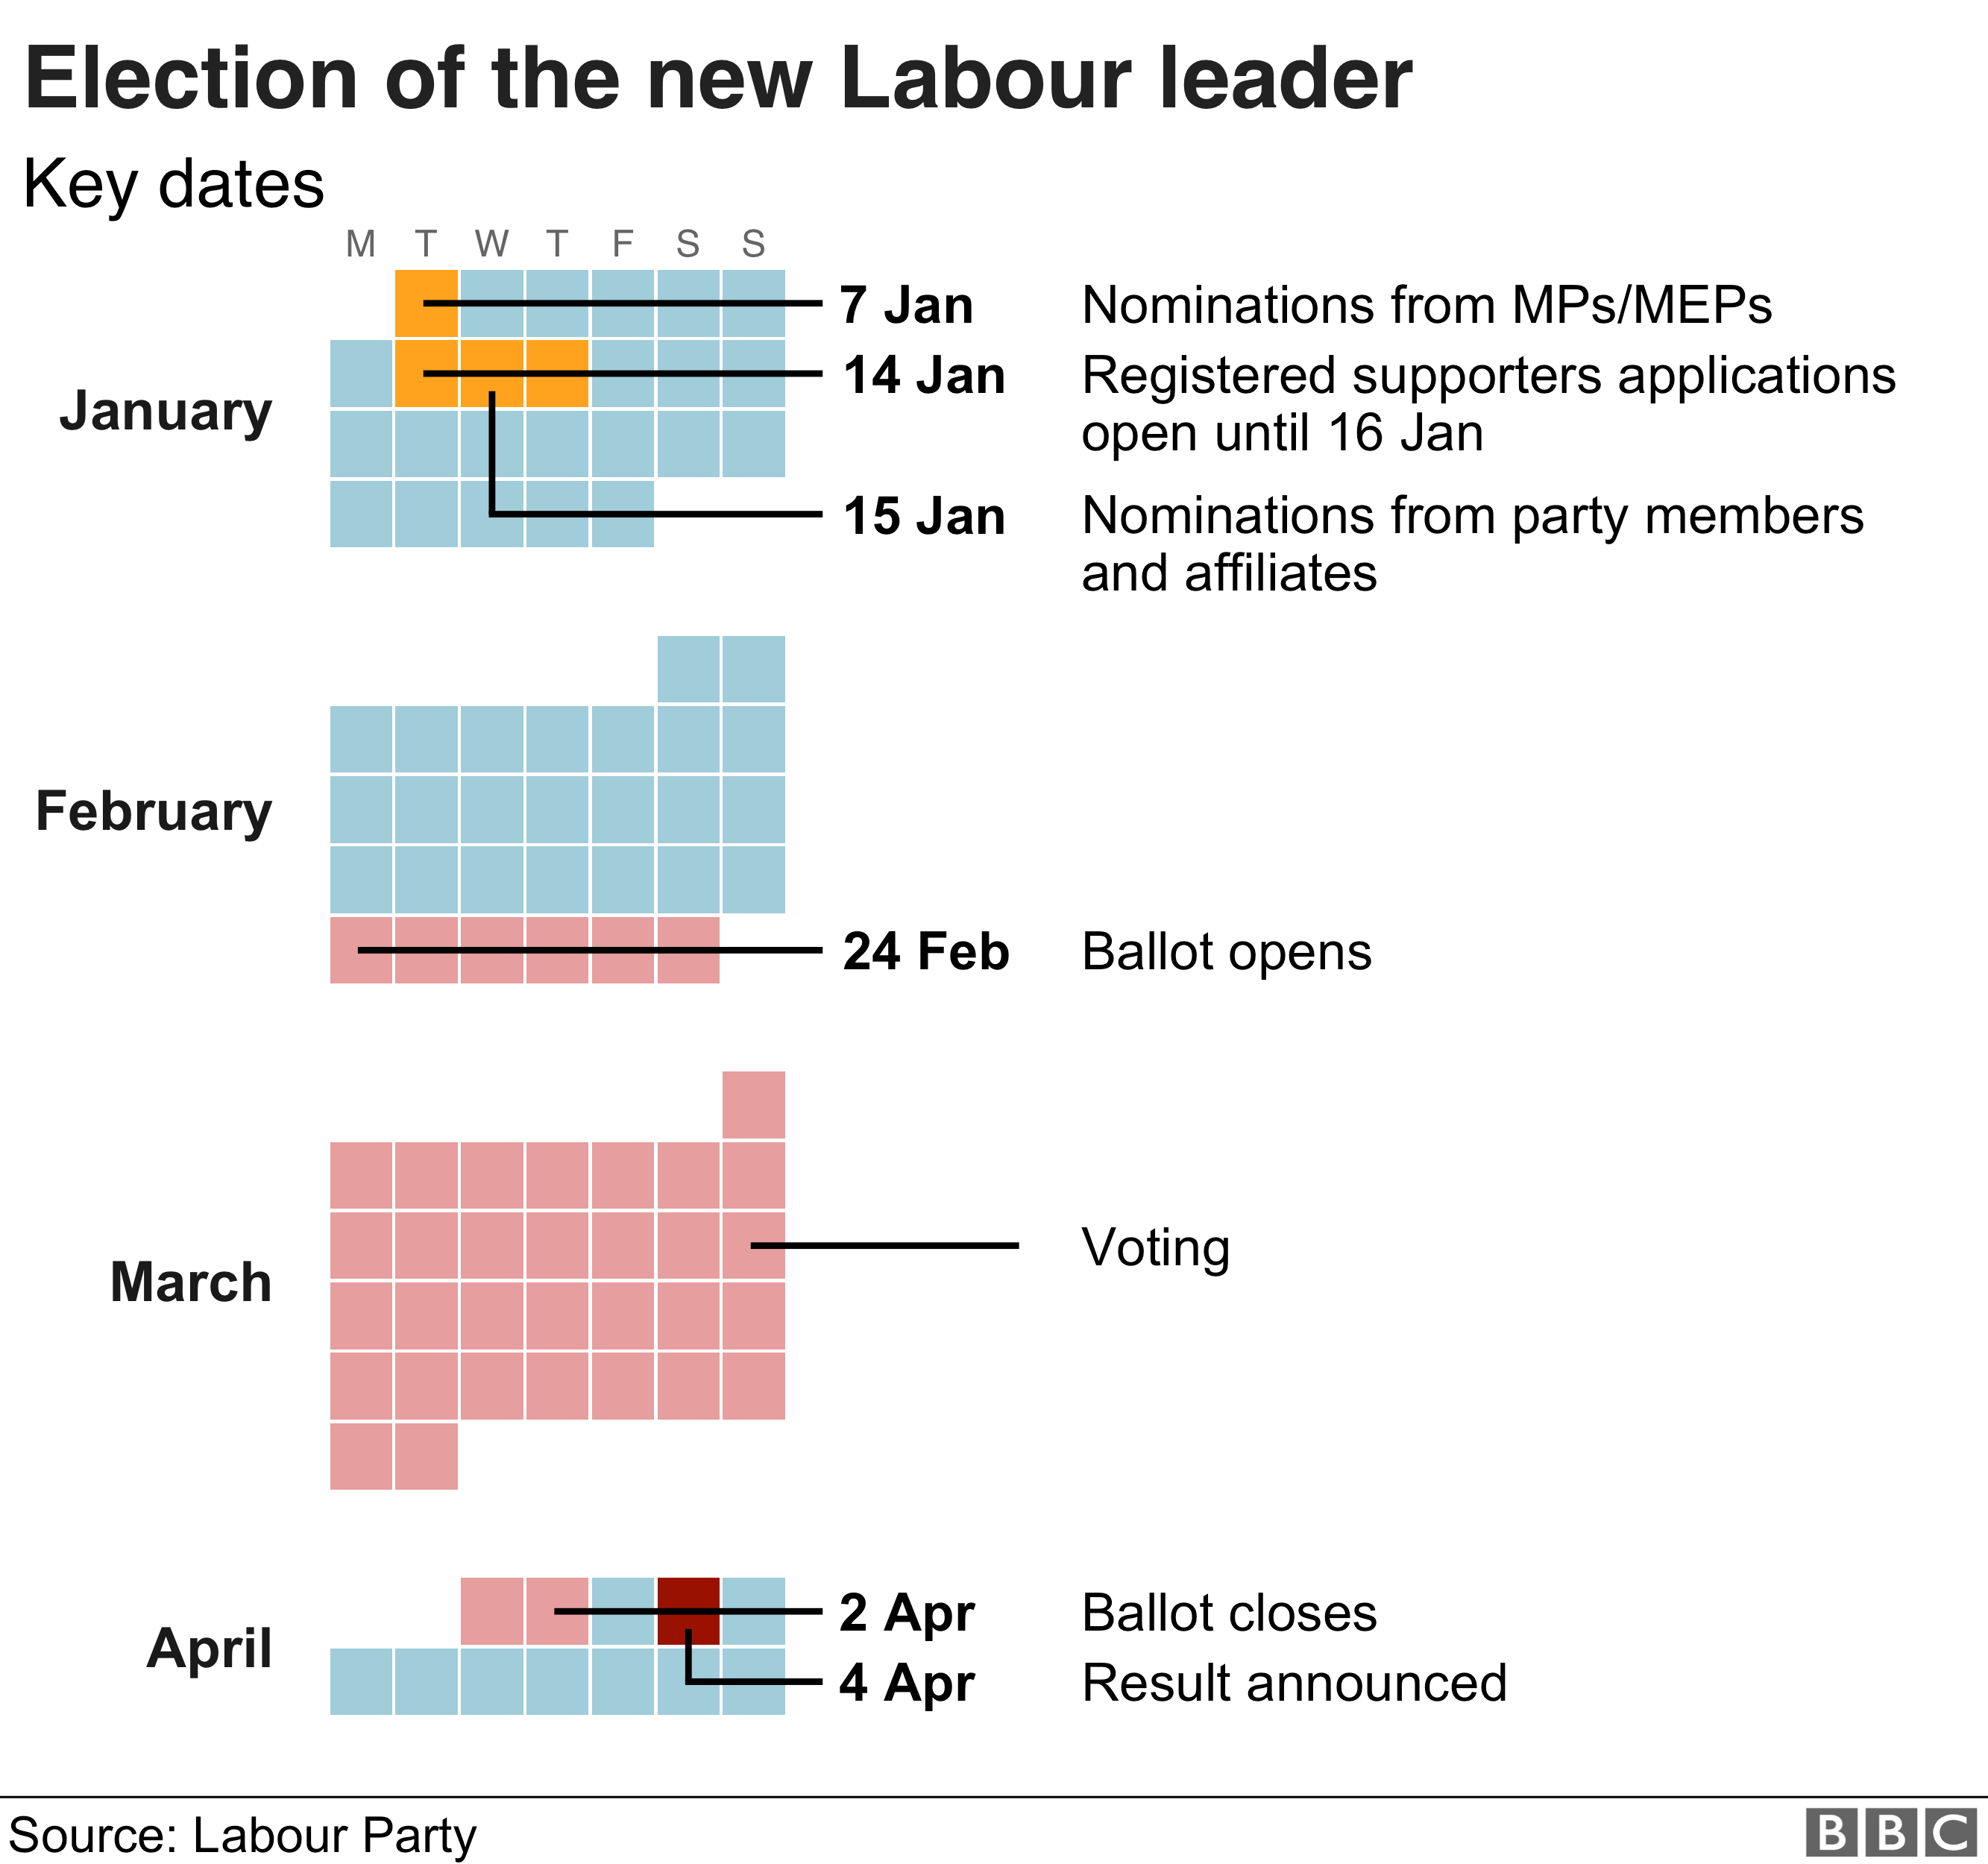 Election of the new Labour leader
Key dates
M T W T F S S
January
7 Jan Nominations from MPs/MEPs
14 Jan Registered supporters applications
open until 16 Jan
15 Jan Nominations from party members
and affiliates
February
24 Feb Ballot opens
March
Voting
April
2 Apr Ballot closes
4 Apr Result announced
Source: Labour Party
BBC